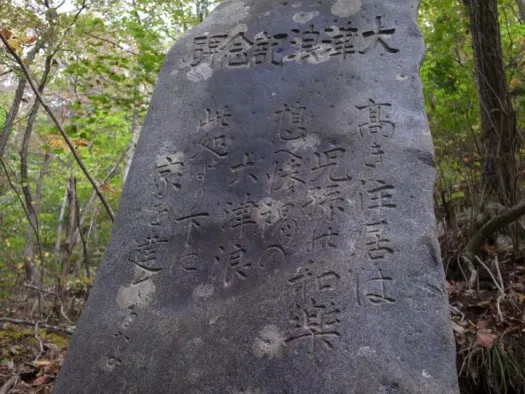 大津浪記念碑
高き住居は
児孫の和楽
想へ惨禍の
大津浪
此処より下に
家を建てるな